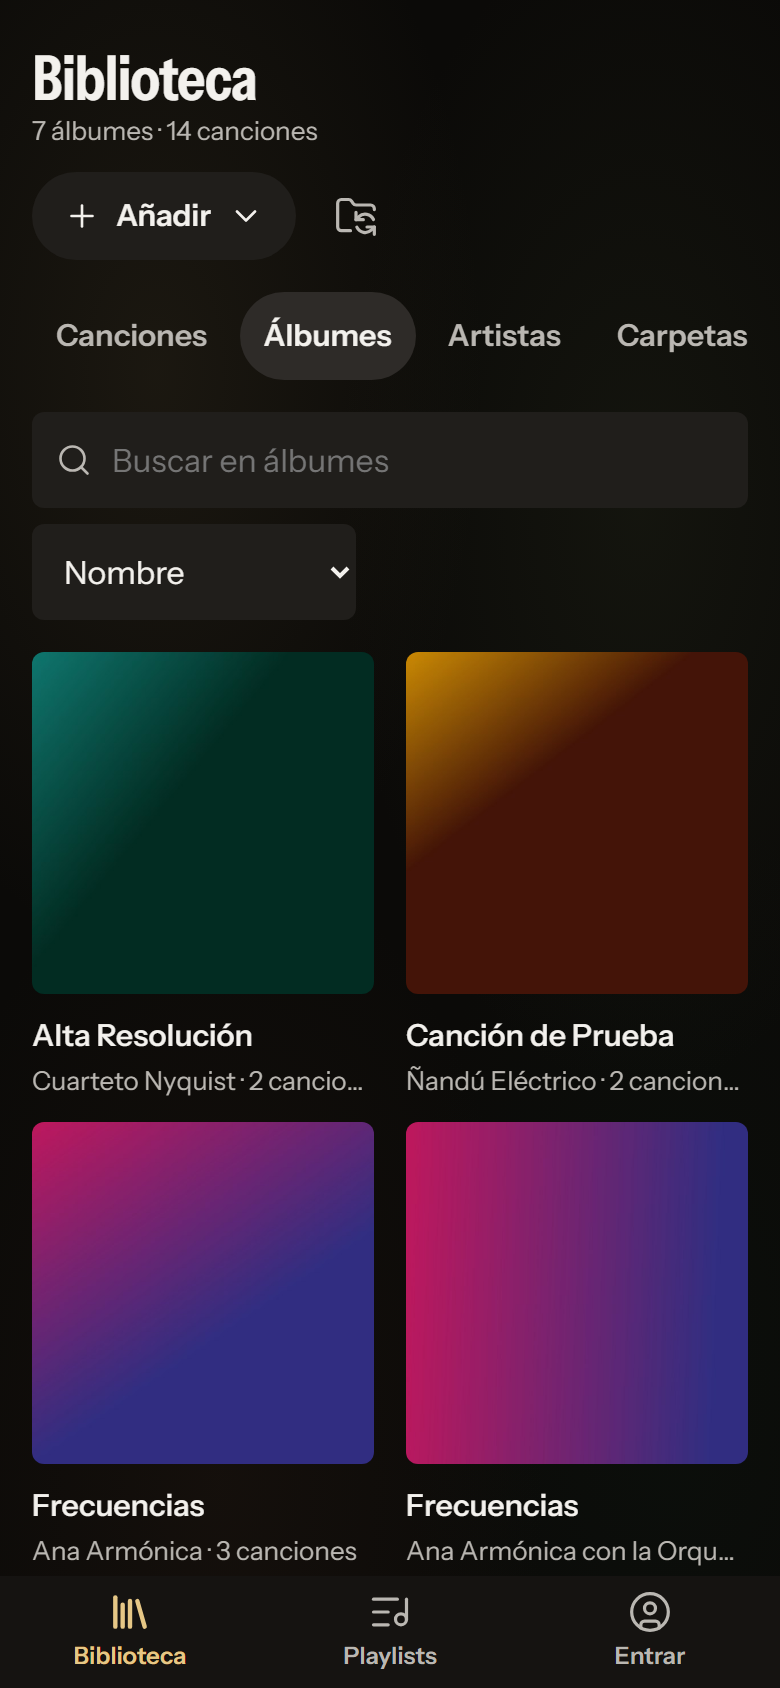 Biblioteca
7 álbumes · 14 canciones
Añadir
Canciones Álbumes Artistas Carpetas
Buscar en álbumes
Nombre
Alta Resolución
Cuarteto Nyquist · 2 cancio...
Canción de Prueba
Ñandú Eléctrico · 2 cancion...
Frecuencias
Ana Armónica · 3 canciones
Frecuencias
Ana Armónica con la Orqu...
Biblioteca Playlists Entrar